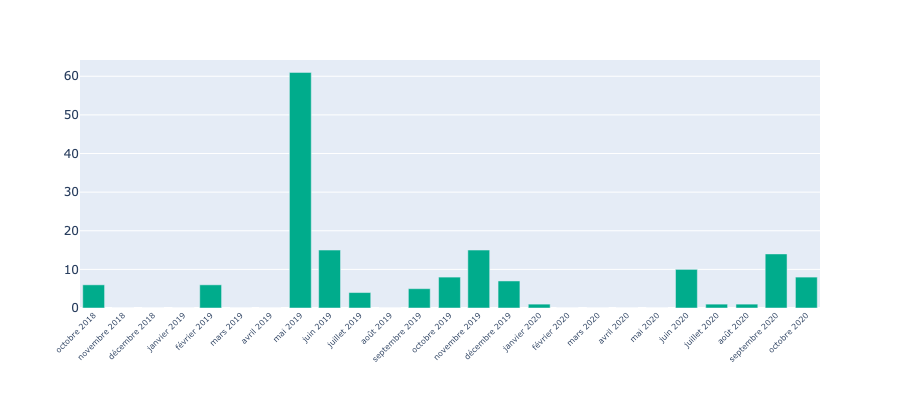 60
50
40
30
20
10
0
octobre 2018
novembre 2018
décembre 2018
janvier 2019
février 2019
mars 2019
avril 2019
mai 2019
juin 2019
juillet 2019
août 2019
septembre 2019
octobre 2019
novembre 2019
décembre 2019
janvier 2020
février 2020
mars 2020
avril 2020
mai 2020
juin 2020
juillet 2020
août 2020
septembre 2020
octobre 2020